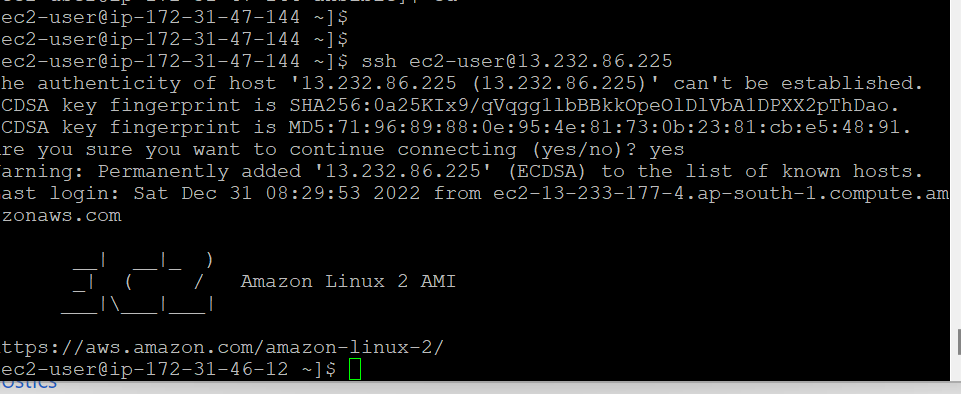 ec2-user@ip-172-31-47-144 ~]$
ec2-user@ip-172-31-47-144 ~]$
ec2-user@ip-172-31-47-144 ~]$ ssh ec2-user@13.232.86.225
he authenticity of host '13.232.86.225 (13.232.86.225)' can't be established.
CDSA key fingerprint is SHA256:0a25KIx9/qVqgg1lbBBkkOpeOlD1VbA1DPXX2pThDao.
CDSA key fingerprint is MD5:71:96:89:88:0e:95:4e:81:73:0b:23:81:cb:e5:48:91.
re you sure you want to continue connecting (yes/no)? yes
arning: Permanently added '13.232.86.225' (ECDSA) to the list of known hosts.
ast login: Sat Dec 31 08:29:53 2022 from ec2-13-233-177-4.ap-south-1.compute.am
zonaws.com
__|  __|_  )
_|  (     /   Amazon Linux 2 AMI
___|\___|___|
ttps://aws.amazon.com/amazon-linux-2/
ec2-user@ip-172-31-46-12 ~]$